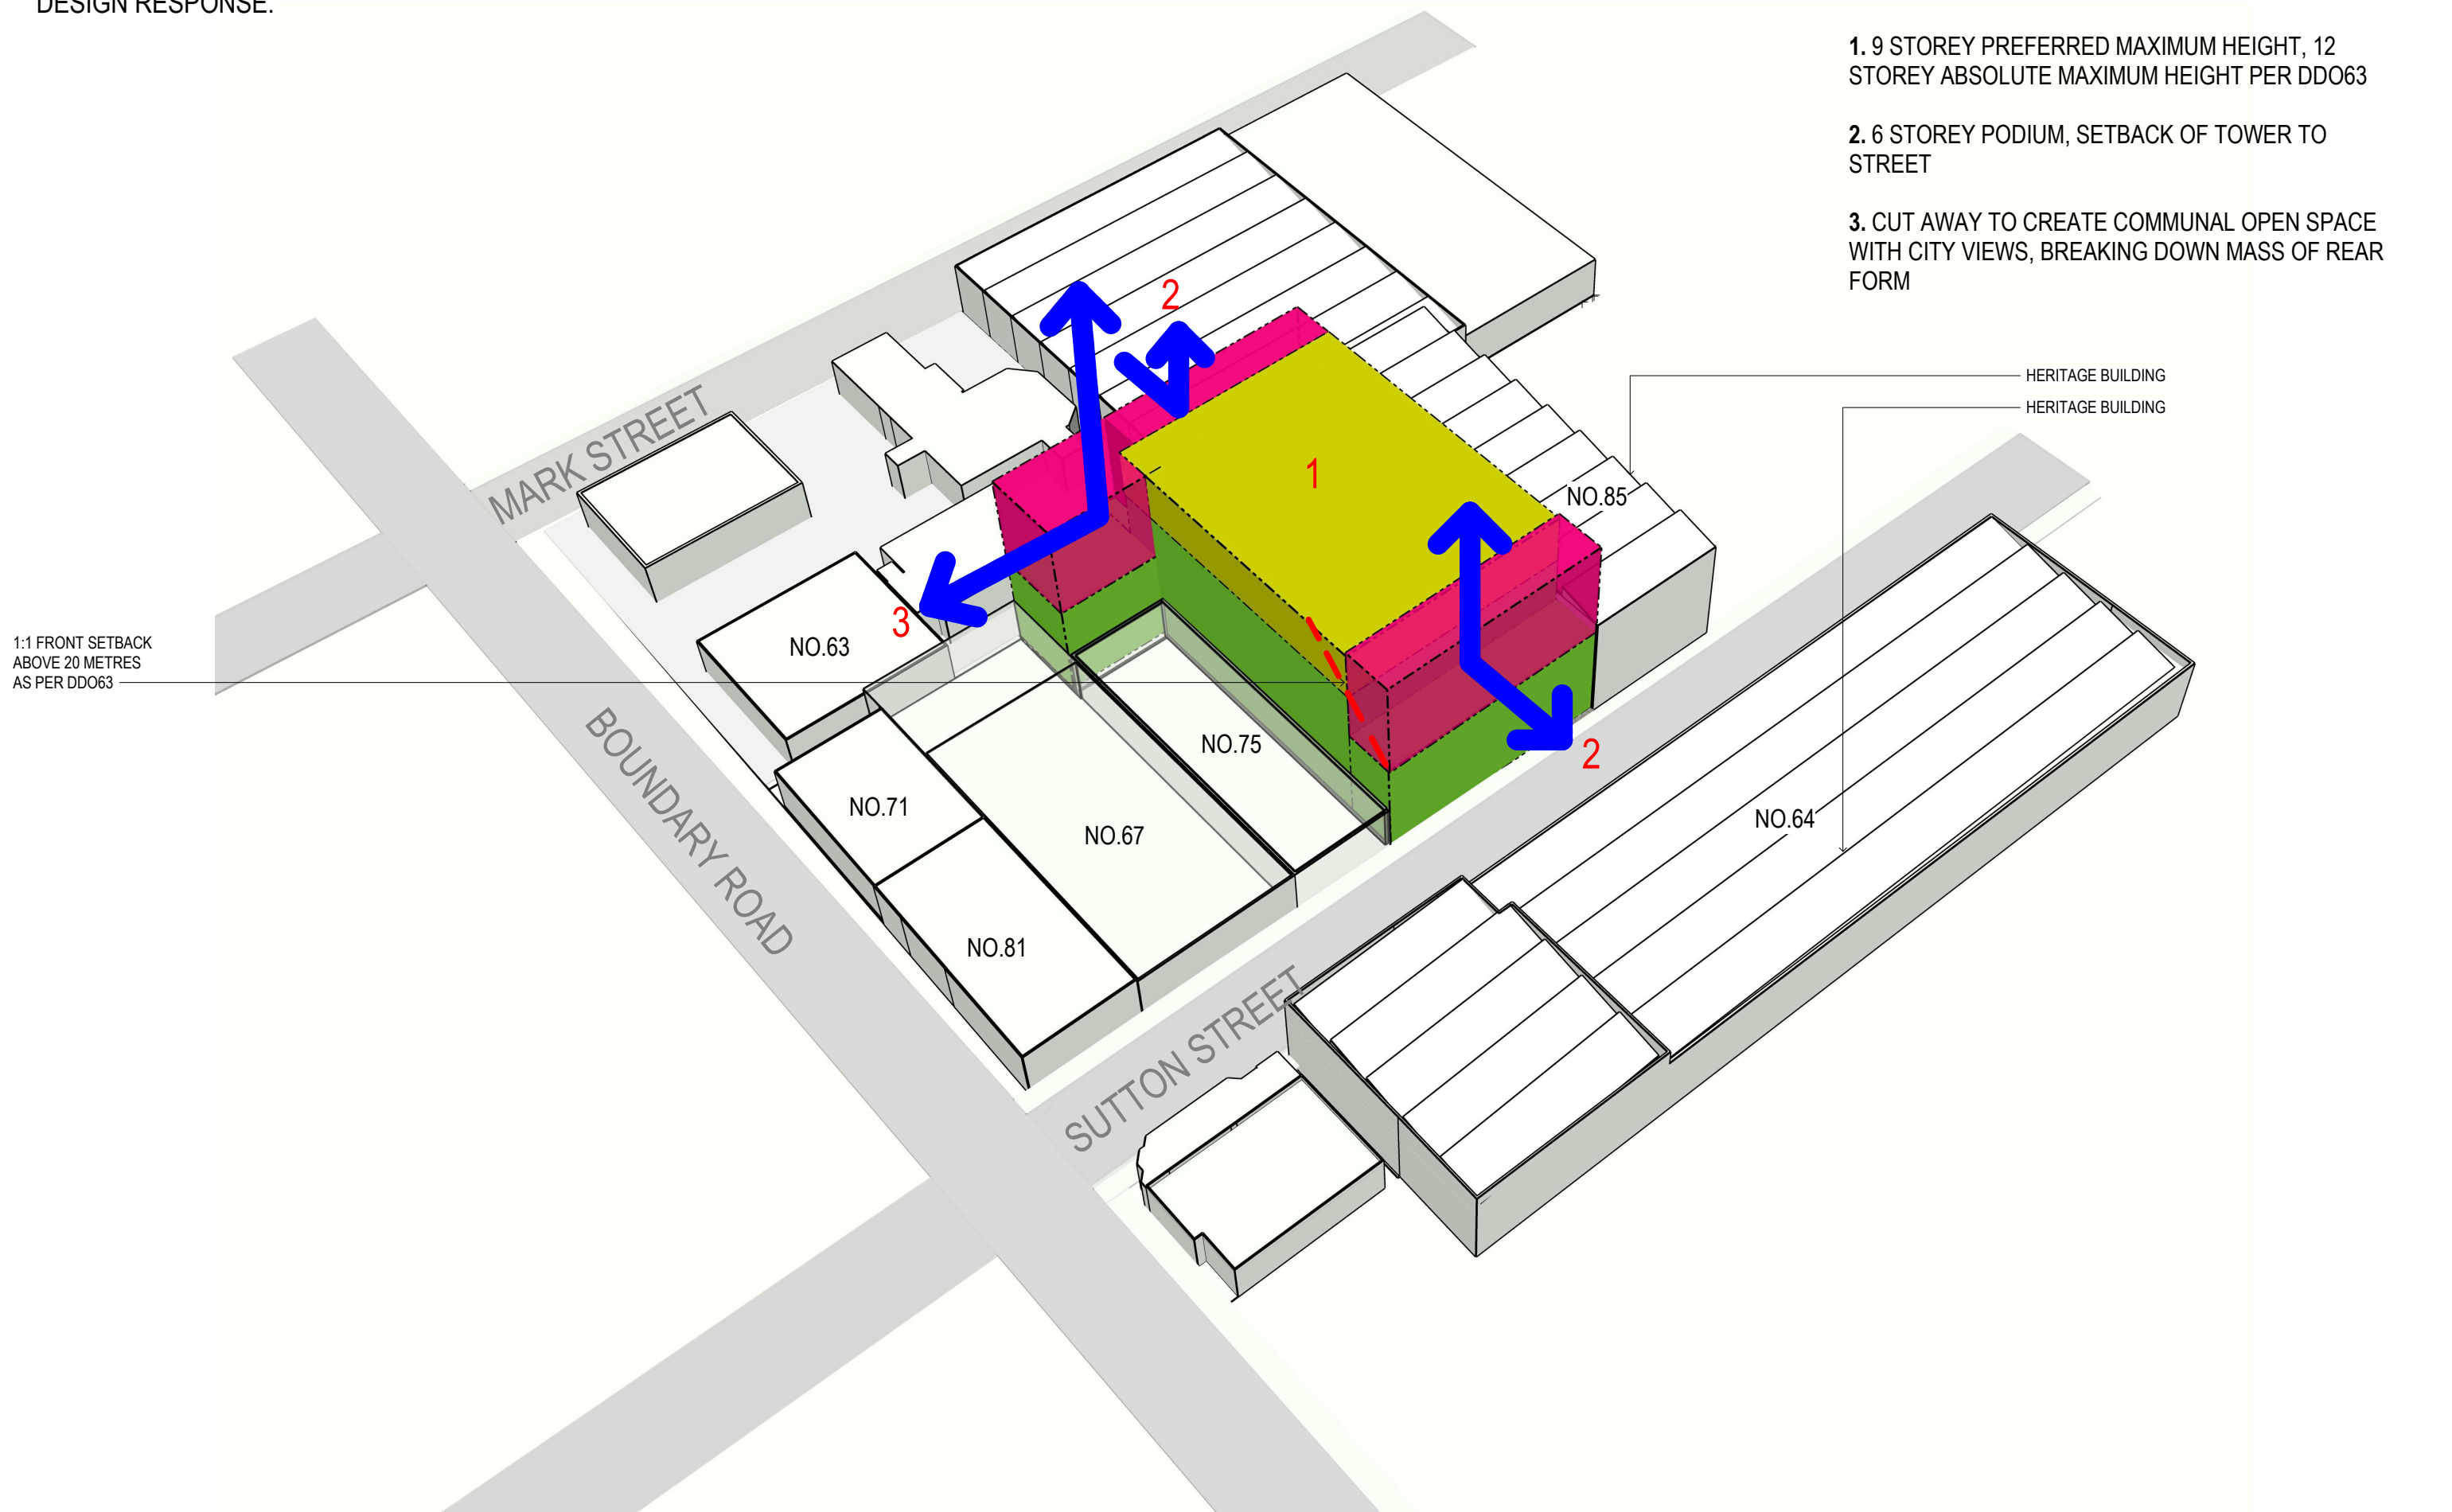 DESIGN RESPONSE.
1. 9 STOREY PREFERRED MAXIMUM HEIGHT, 12
STOREY ABSOLUTE MAXIMUM HEIGHT PER DDO63
2. 6 STOREY PODIUM, SETBACK OF TOWER TO
STREET
3. CUT AWAY TO CREATE COMMUNAL OPEN SPACE
WITH CITY VIEWS, BREAKING DOWN MASS OF REAR
FORM
2
HERITAGE BUILDING
HERITAGE BUILDING
MARK STREET
1
NO.85
3
NO.63
1:1 FRONT SETBACK
ABOVE 20 METRES
AS PER DDO63
BOUNDARY ROAD
NO.75
2
NO.71
NO.67
NO.64
NO.81
SUTTON STREET